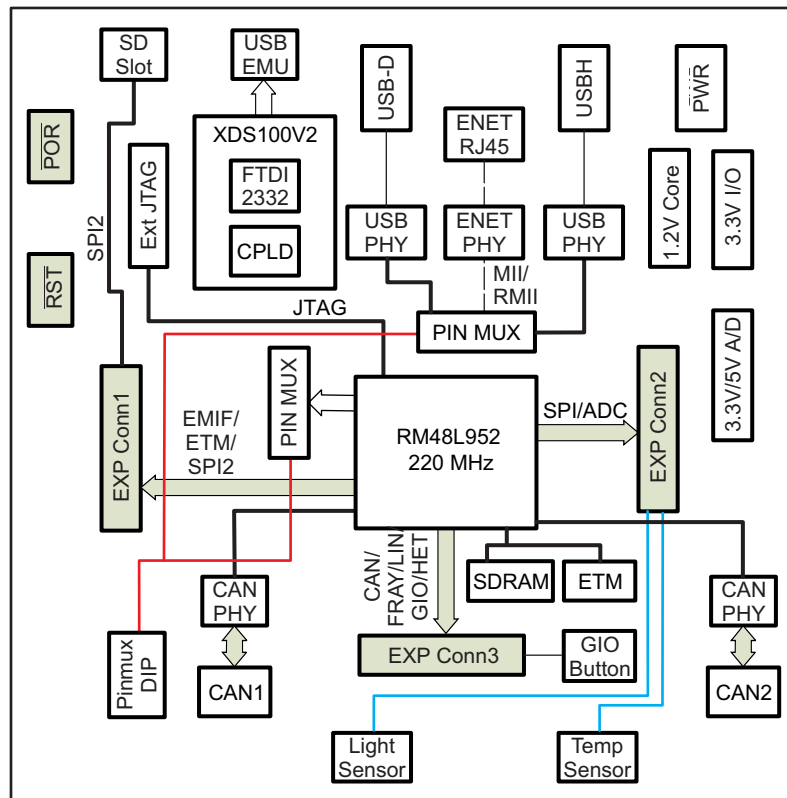 SD
Slot
USB
EMU
USB-D
USBH
PWR
XDS100V2
ENET
RJ45
POR
FTDI
2332
Ext JTAG
1.2V Core
3.3V I/O
SPI2
USB
PHY
ENET
PHY
USB
PHY
CPLD
RST
MII/
RMII
JTAG
PIN MUX
3.3V/5V A/D
EXP Conn1
PIN MUX
EXP Conn2
SPI/ADC
EMIF/
ETM/
SPI2
RM48L952
220 MHz
CAN/
FRAY/LIN/
GIO/HET
SDRAM
ETM
CAN
PHY
CAN
PHY
Pinmux
DIP
EXP Conn3
GIO
Button
CAN1
CAN2
Light
Sensor
Temp
Sensor